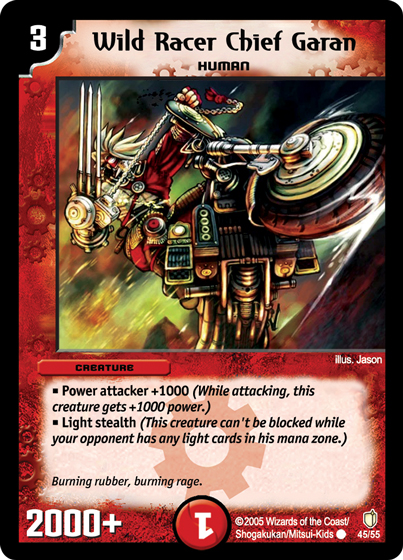 3 Wild Racer Chief Garan
HUMAN
illus. Jason
CREATURE
▪ Power attacker +1000 (While attacking, this
creature gets +1000 power.)
▪ Light stealth (This creature can't be blocked while
your opponent has any light cards in his mana zone.)
Burning rubber, burning rage.
2000+
1
©2005 Wizards of the Coast/
Shogakukan/Mitsui-Kids
45/55